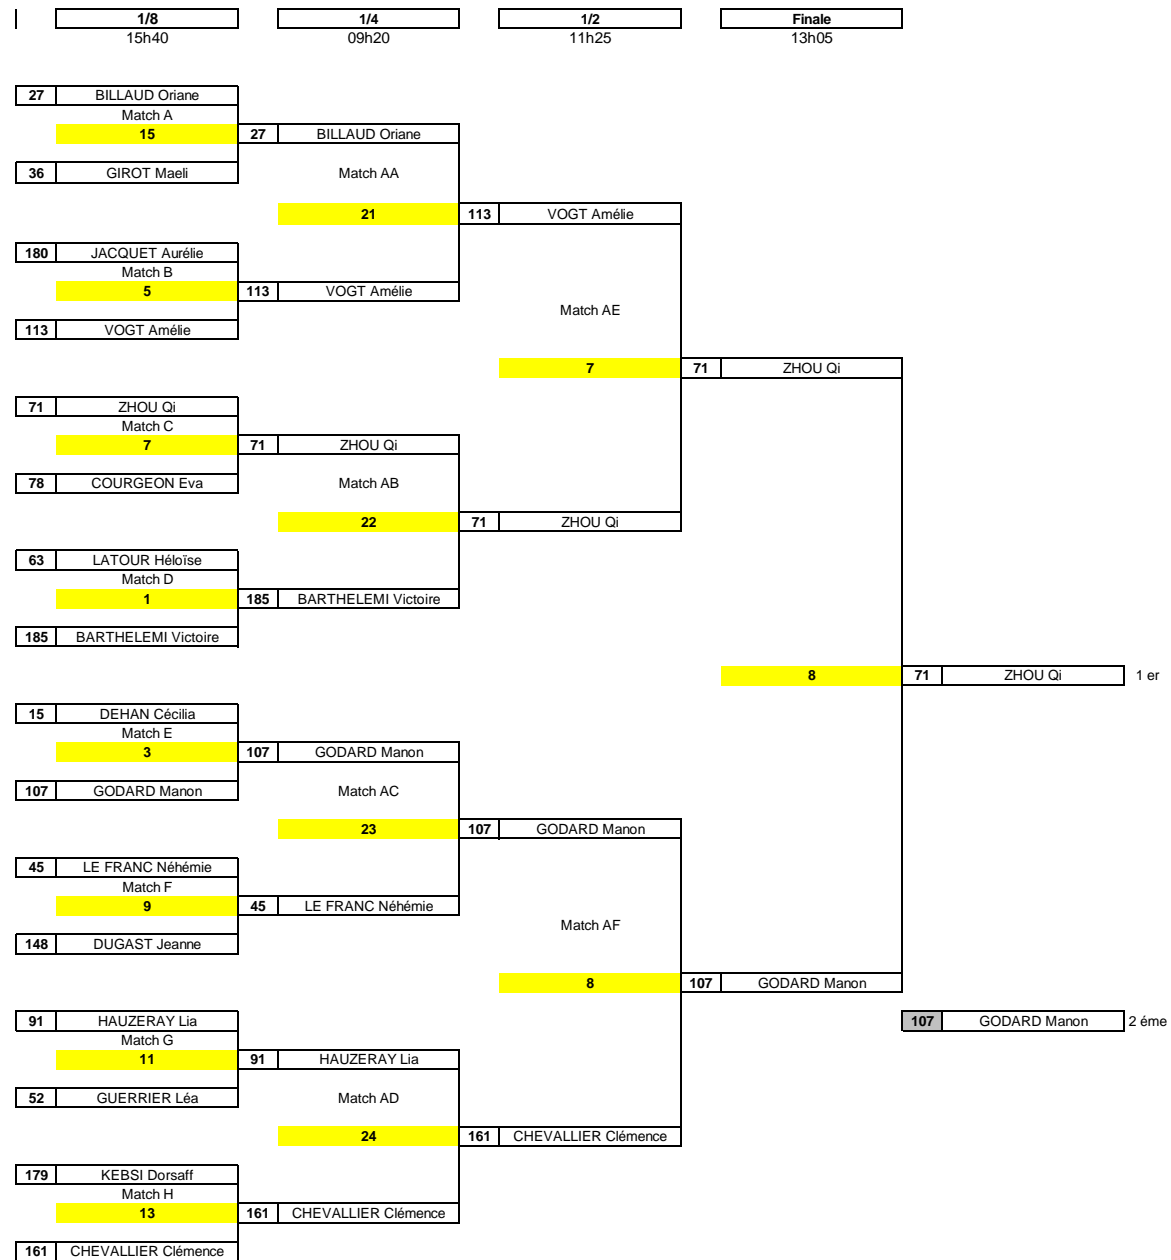 1/8 1/4 1/2 Finale
15h40 09h20 11h25 13h05
27 BILLAUD Oriane
Match A
15 27 BILLAUD Oriane
36 GIROT Maeli Match AA
21 113 VOGT Amélie
180 JACQUET Aurélie
Match B
5 113 VOGT Amélie
Match AE
113 VOGT Amélie
7 71 ZHOU Qi
71 ZHOU Qi
Match C
7 71 ZHOU Qi
78 COURGEON Eva Match AB
22 71 ZHOU Qi
63 LATOUR Héloïse
Match D
1 185 BARTHELEMI Victoire
185 BARTHELEMI Victoire
8 71 ZHOU Qi 1 er
15 DEHAN Cécilia
Match E
3 107 GODARD Manon
107 GODARD Manon Match AC
23 107 GODARD Manon
45 LE FRANC Néhémie
Match F
9 45 LE FRANC Néhémie
Match AF
148 DUGAST Jeanne
8 107 GODARD Manon
91 HAUZERAY Lia 107 GODARD Manon 2 éme
Match G
11 91 HAUZERAY Lia
52 GUERRIER Léa Match AD
24 161 CHEVALLIER Clémence
179 KEBSI Dorsaff
Match H
13 161 CHEVALLIER Clémence
161 CHEVALLIER Clémence